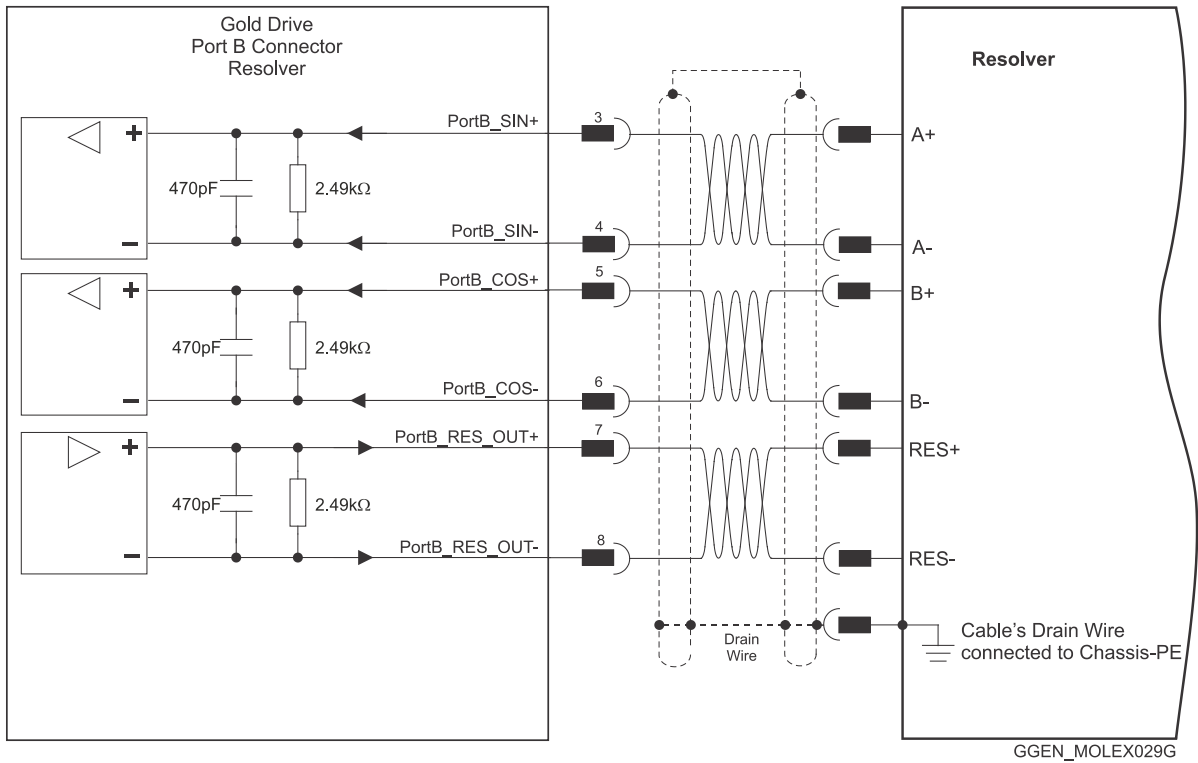 Gold Drive
Port B Connector
Resolver
Resolver
+
PortB_SIN+
3
A+
470pF
2.49kΩ
−
PortB_SIN-
4
A-
+
PortB_COS+
5
B+
470pF
2.49kΩ
−
PortB_COS-
6
B-
+
PortB_RES_OUT+
7
RES+
470pF
2.49kΩ
−
PortB_RES_OUT-
8
RES-
Drain
Wire
Cable's Drain Wire
connected to Chassis-PE
GGEN_MOLEX029G